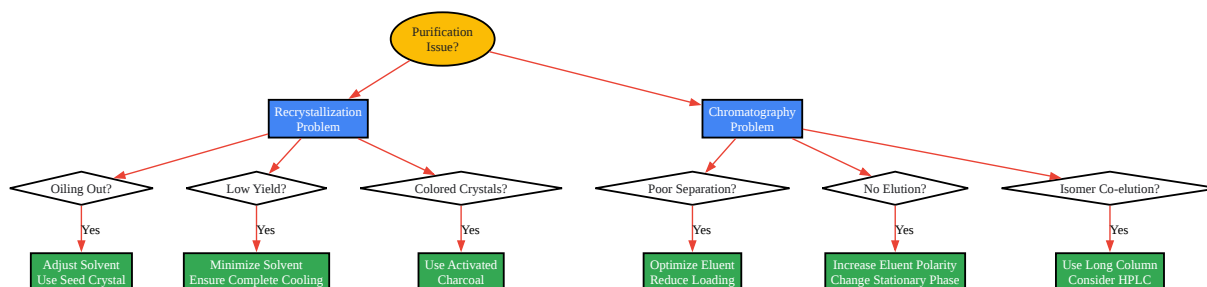 Purification
Issue?
Recrystallization
Problem
Chromatography
Problem
Oiling Out?
Low Yield?
Colored Crystals?
Poor Separation?
No Elution?
Isomer Co-elution?
Yes
Yes
Yes
Yes
Yes
Yes
Adjust Solvent
Use Seed Crystal
Minimize Solvent
Ensure Complete Cooling
Use Activated
Charcoal
Optimize Eluent
Reduce Loading
Increase Eluent Polarity
Change Stationary Phase
Use Long Column
Consider HPLC